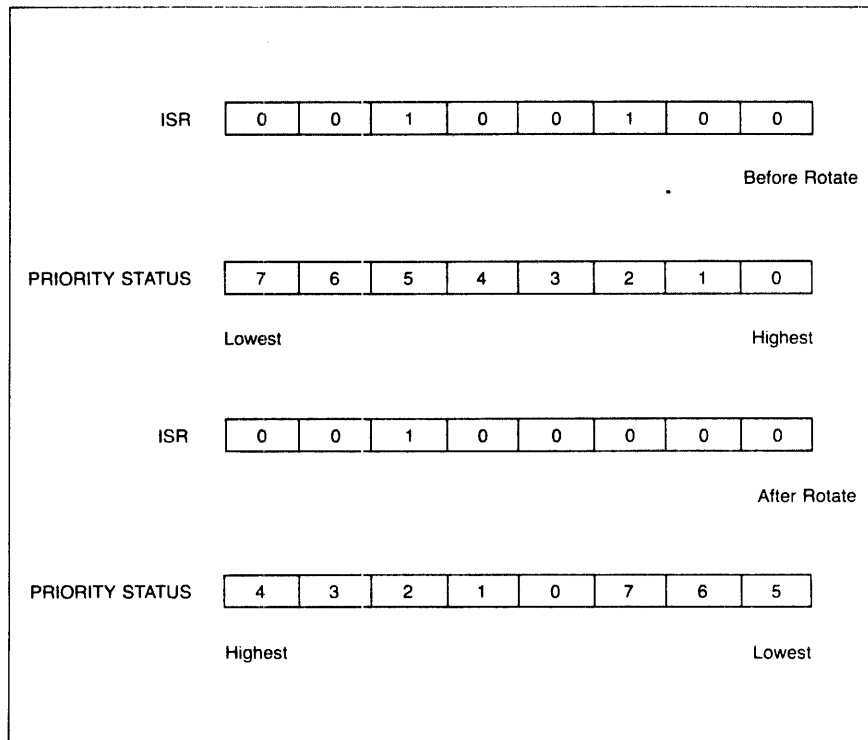 ISR 0 0 1 0 0 1 0 0
Before Rotate
PRIORITY STATUS 7 6 5 4 3 2 1 0
Lowest Highest
ISR 0 0 1 0 0 0 0 0
After Rotate
PRIORITY STATUS 4 3 2 1 0 7 6 5
Highest Lowest